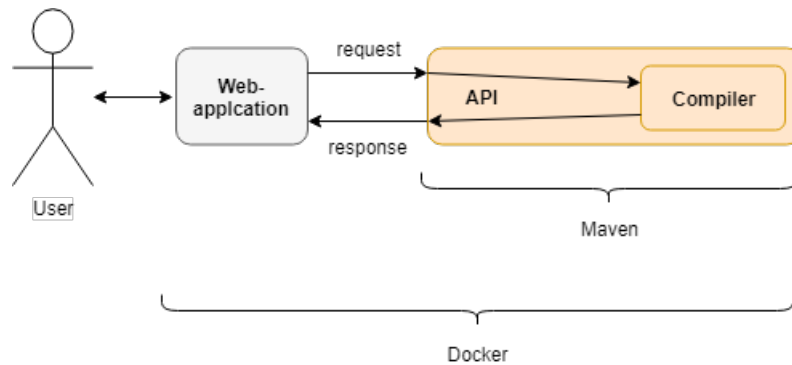 request
Web-
applcation
API
Compiler
response
User
Maven
Docker